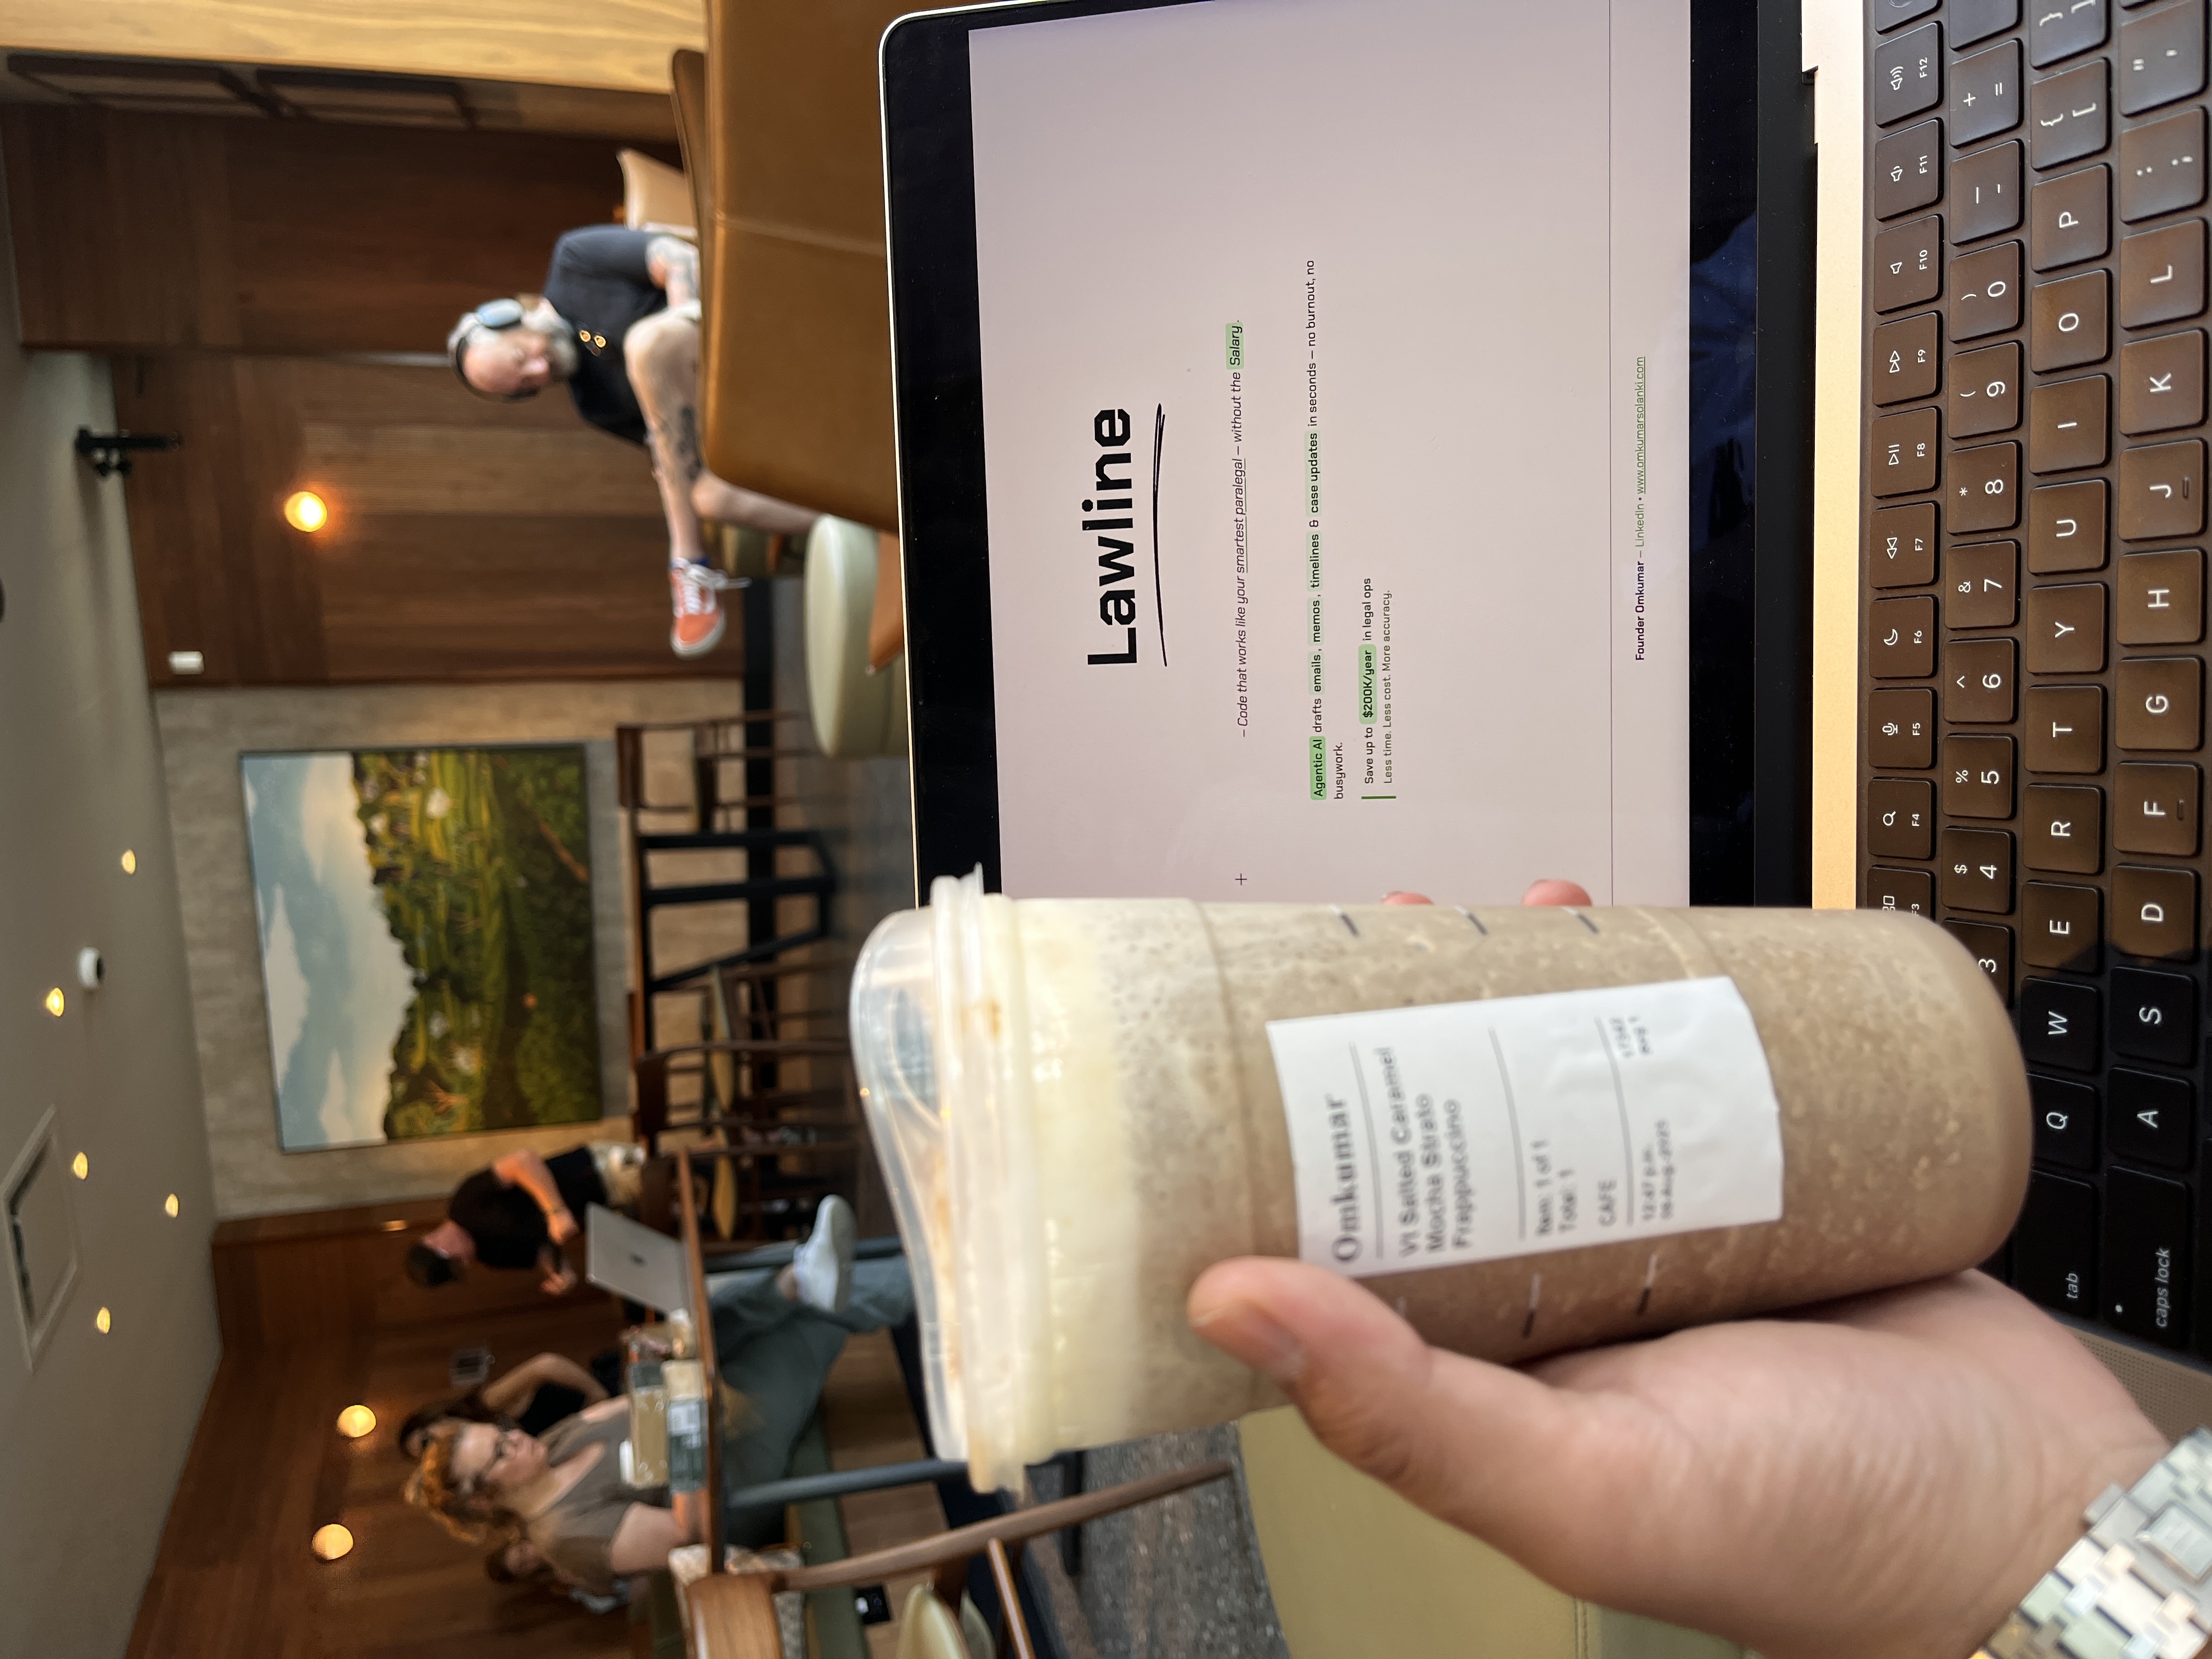 Omkumar
Vt Salted Caramel
Mocha Strato
Frappuccino
Item: 1 of 1
Total: 1
CAFE
12:47 p.m.
Lawline
– Code that works like your smartest paralegal – without the Salary.
Agentic AI drafts emails, memos, timelines & case updates in seconds – no burnout, no
busywork.
Save up to $200K/year in legal ops
Less time. Less cost. More accuracy.
Founder Omkumar – LinkedIn • www.omkumarsolanki.com
F3 F4 F5 F6 F7 F8 F9 F10 F11 F12
$ % ^ & * ( ) — +
3 4 5 6 7 8 9 0 - =
tab Q W E R T Y U I O P { [ } ]
caps lock A S D F G H J K L : ; " '